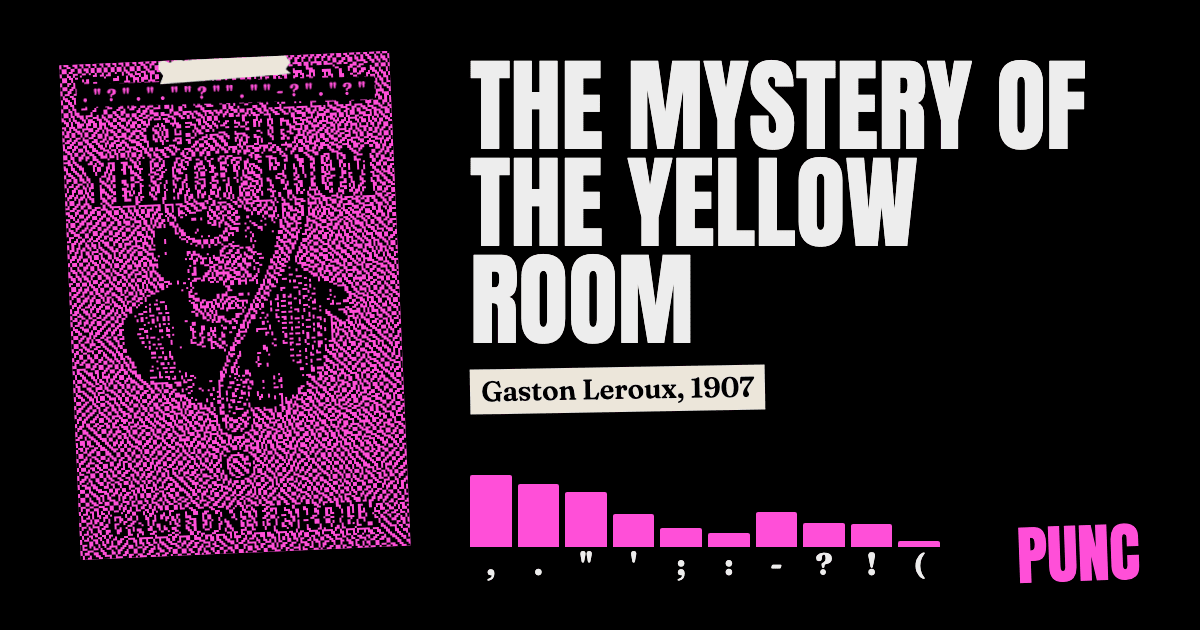 ."?".".""?"".""-?"."?"
OF THE
YELLOW ROOM
GASTON LEROUX
THE MYSTERY OF
THE YELLOW
ROOM
Gaston Leroux, 1907
, . " ' ; : - ? ! (
PUNC